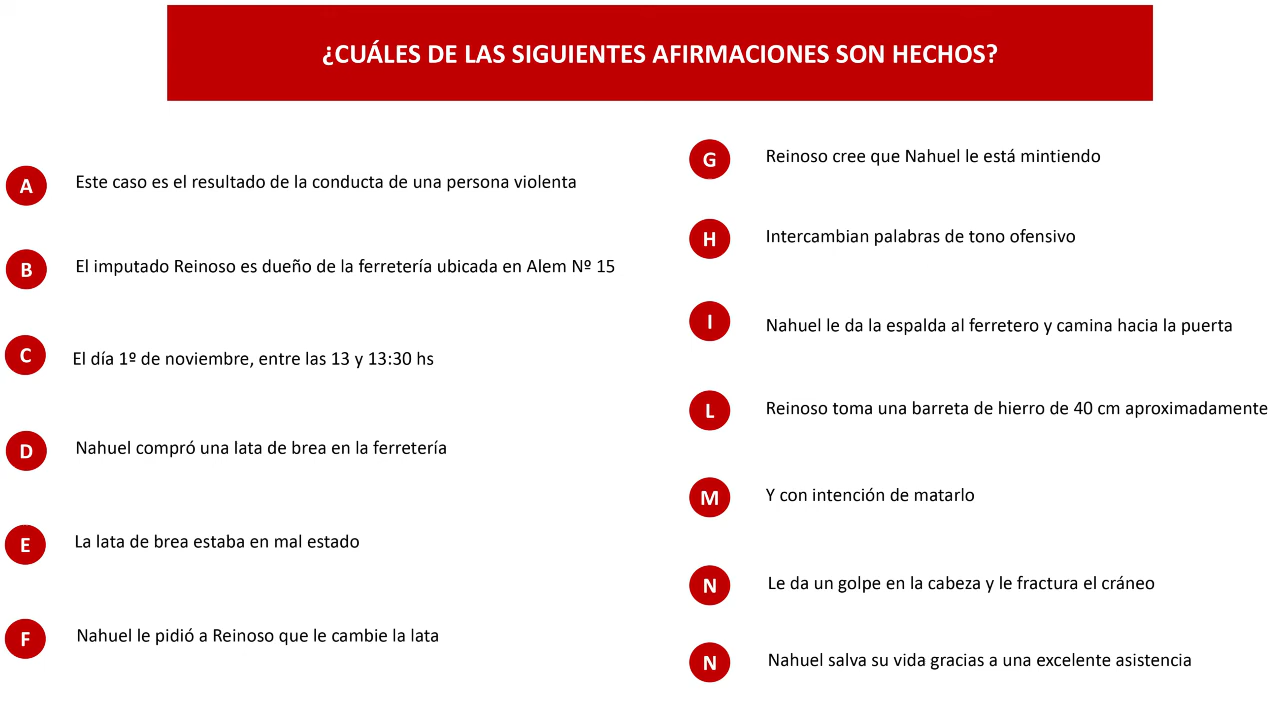 ¿CUÁLES DE LAS SIGUIENTES AFIRMACIONES SON HECHOS?
A Este caso es el resultado de la conducta de una persona violenta
B El imputado Reinoso es dueño de la ferretería ubicada en Alem Nº 15
C El día 1º de noviembre, entre las 13 y 13:30 hs
D Nahuel compró una lata de brea en la ferretería
E La lata de brea estaba en mal estado
F Nahuel le pidió a Reinoso que le cambie la lata
G Reinoso cree que Nahuel le está mintiendo
H Intercambian palabras de tono ofensivo
I Nahuel le da la espalda al ferretero y camina hacia la puerta
L Reinoso toma una barreta de hierro de 40 cm aproximadamente
M Y con intención de matarlo
N Le da un golpe en la cabeza y le fractura el cráneo
N Nahuel salva su vida gracias a una excelente asistencia